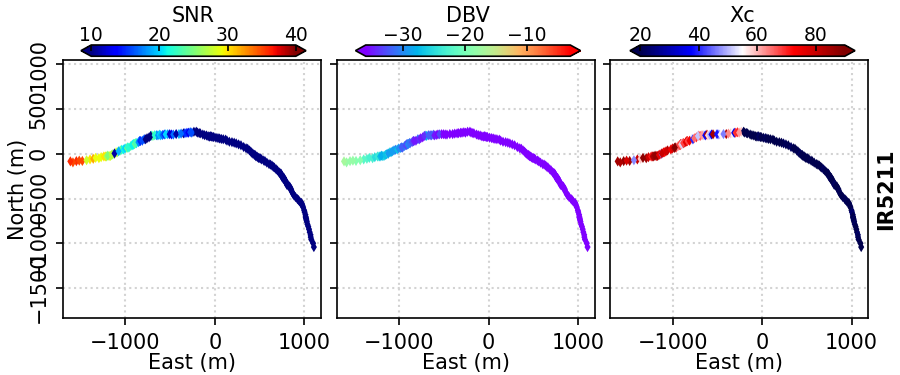 SNR
10 20 30 40
DBV
−30 −20 −10
Xc
20 40 60 80
North (m)
1000
500
0
−500
−1000
−1500
−1000 0 1000
East (m)
−1000 0 1000
East (m)
−1000 0 1000
East (m)
IR5211